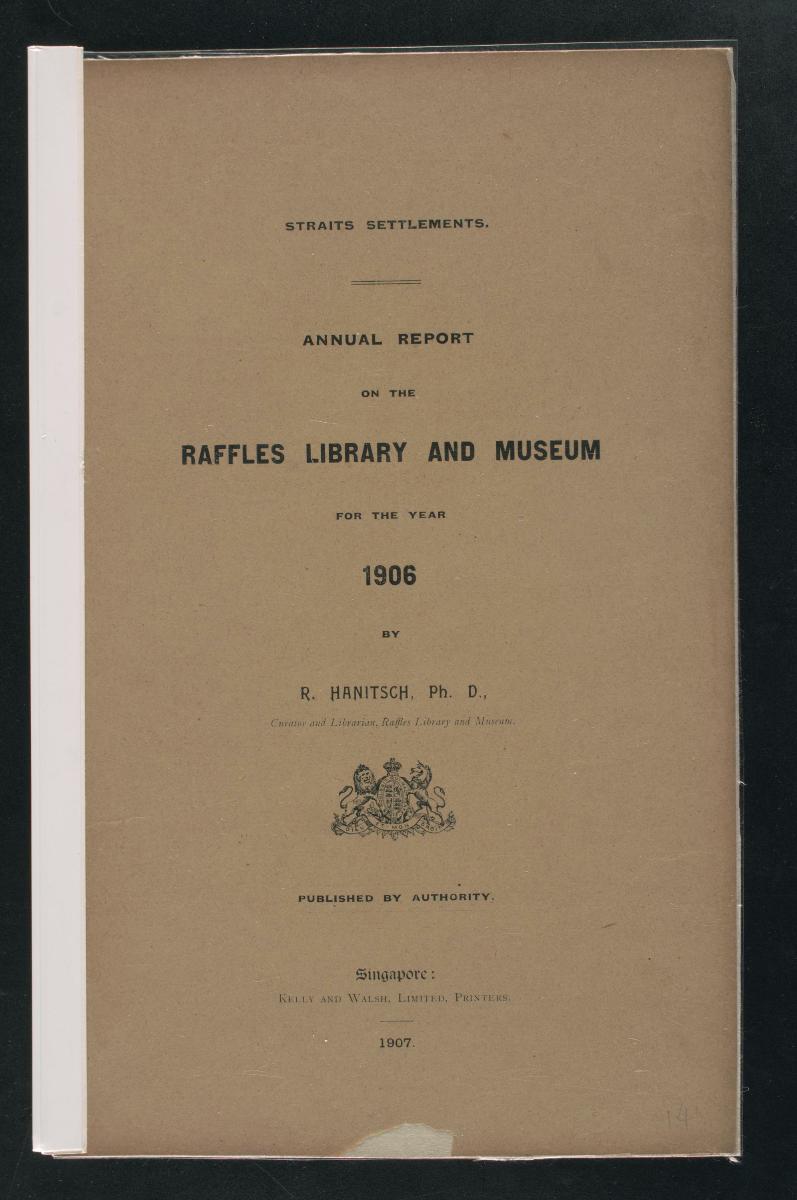 STRAITS SETTLEMENTS.
ANNUAL REPORT
ON THE
RAFFLES LIBRARY AND MUSEUM
FOR THE YEAR
1906
BY
R. HANITSCH, Ph. D.,
Curator and Librarian, Raffles Library and Museum.
PUBLISHED BY AUTHORITY.
Singapore:
KELLY AND WALSH, LIMITED, PRINTERS.
1907.
14